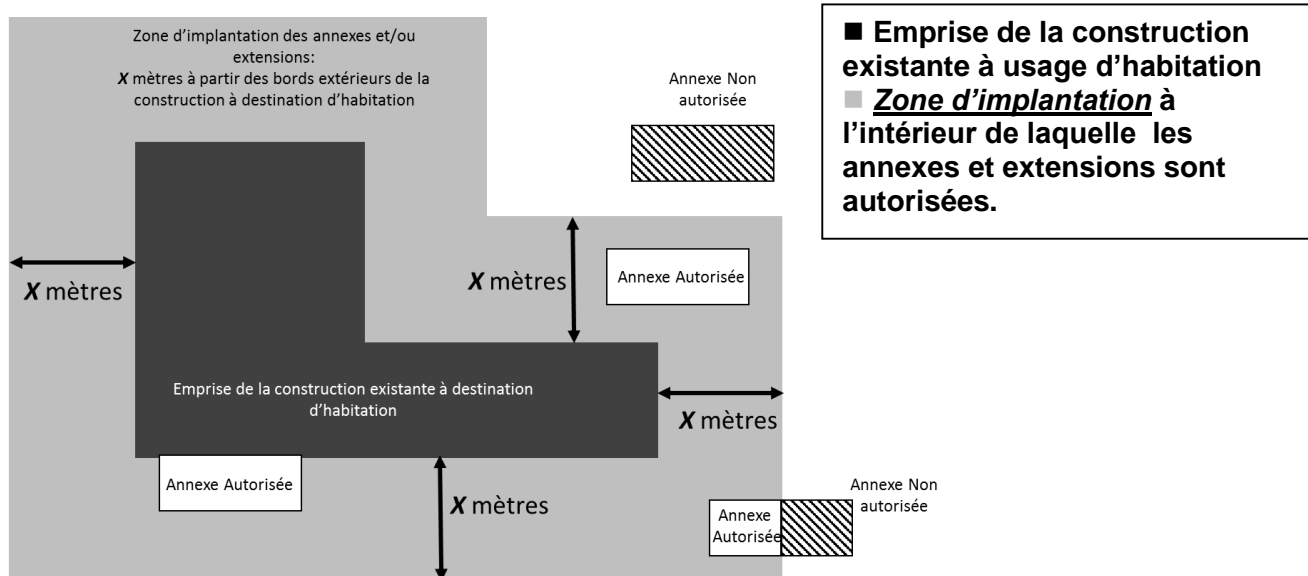 Zone d’implantation des annexes et/ou
extensions:
X mètres à partir des bords extérieurs de la
construction à destination d’habitation
Annexe Non
autorisée
■ Emprise de la construction
existante à usage d’habitation
■ Zone d’implantation à
l’intérieur de laquelle les
annexes et extensions sont
autorisées.
X mètres
X mètres
Annexe Autorisée
Emprise de la construction existante à destination
d’habitation
X mètres
Annexe Autorisée
X mètres
Annexe
Autorisée
Annexe Non
autorisée